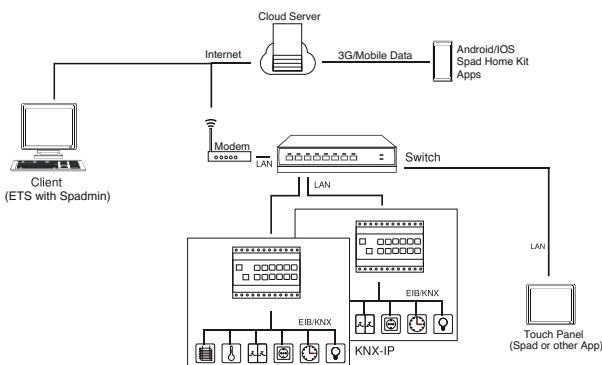 Cloud Server
Internet
3G/Mobile Data
Android/IOS
Spad Home Kit
Apps
Modem
LAN
Switch
Client
(ETS with Spadmin)
LAN
LAN
EIB/KNX
EIB/KNX
KNX-IP
Touch Panel
(Spad or other App)